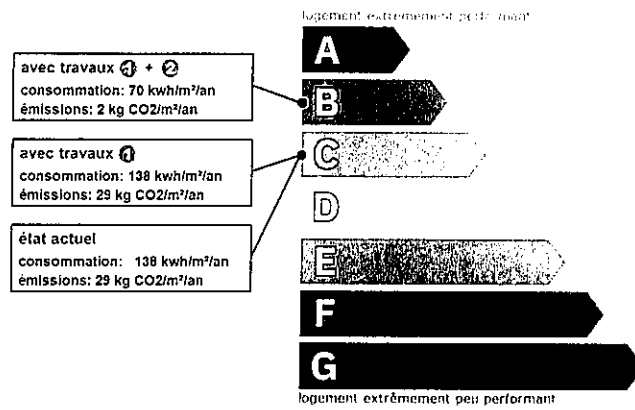 logement extrêmement performant
A
avec travaux 1 + 2
consommation: 70 kwh/m²/an
émissions: 2 kg CO2/m²/an
B
avec travaux 1
consommation: 138 kwh/m²/an
émissions: 29 kg CO2/m²/an
C
D
état actuel
consommation: 138 kwh/m²/an
émissions: 29 kg CO2/m²/an
E
F
G
logement extrêmement peu performant